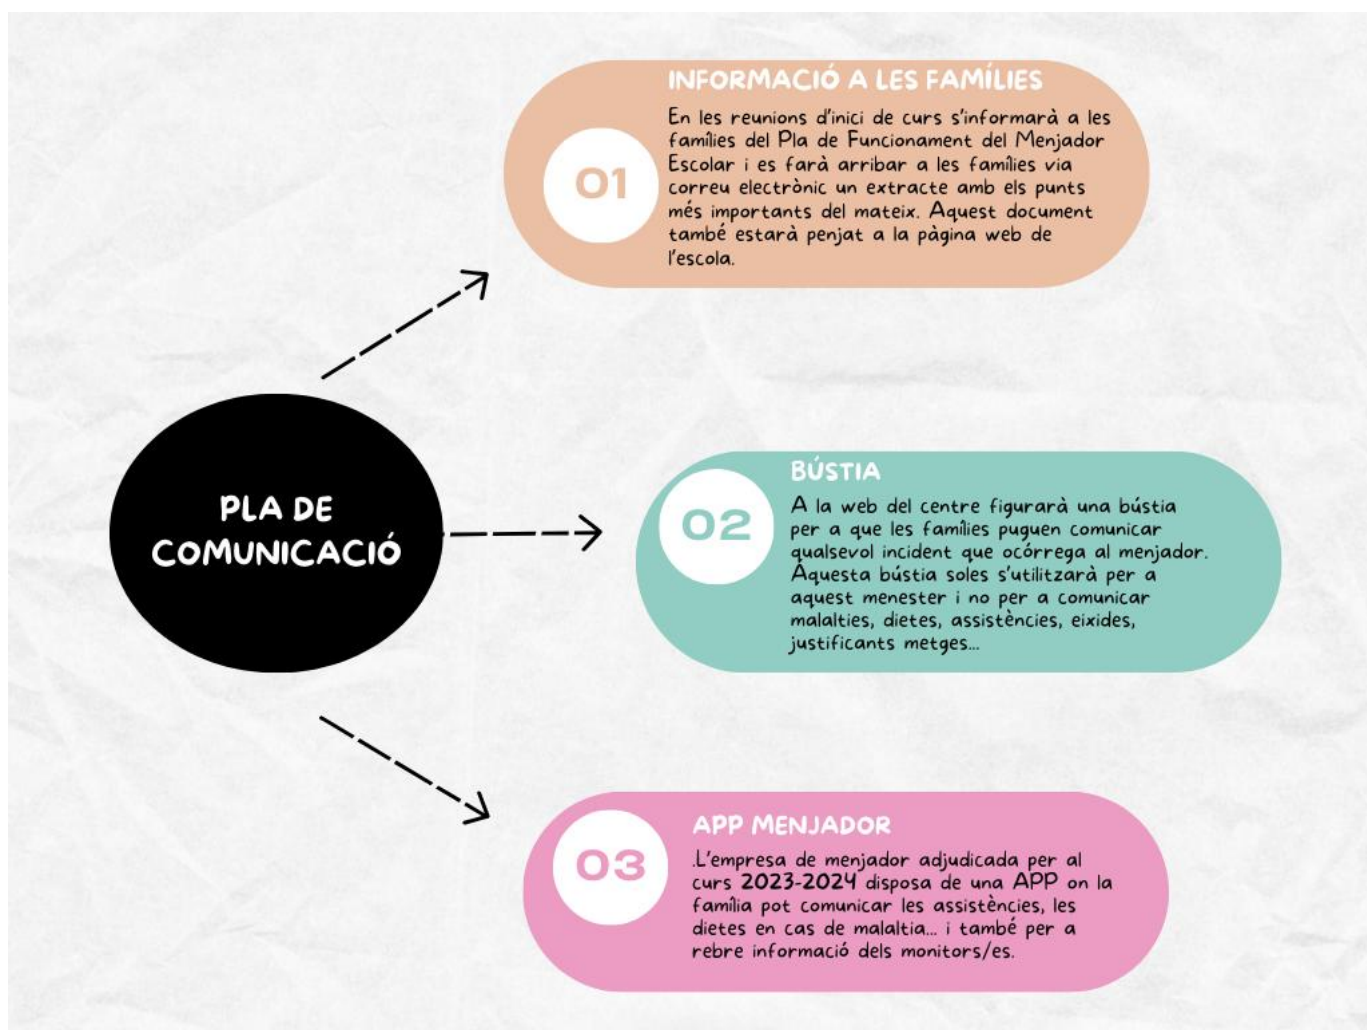 PLA DE
COMUNICACIÓ
01
INFORMACIÓ A LES FAMÍLIES
En les reunions d'inici de curs s'informarà a les
famílies del Pla de Funcionament del Menjador
Escolar i es farà arribar a les famílies via
correu electrònic un extracte amb els punts
més importants del mateix. Aquest document
també estarà penjat a la pàgina web de
l'escola.
02
BÚSTIA
A la web del centre figurarà una bústia
per a que les famílies puguen comunicar
qualsevol incident que ocórrega al menjador.
Aquesta bústia soles s'utilitzarà per a
aquest menester i no per a comunicar
malalties, dietes, assistències, eixides,
justificants metges...
03
APP MENJADOR
.L'empresa de menjador adjudicada per al
curs 2023-2024 disposa de una APP on la
família pot comunicar les assistències, les
dietes en cas de malaltia... i també per a
rebre informació dels monitors/es.